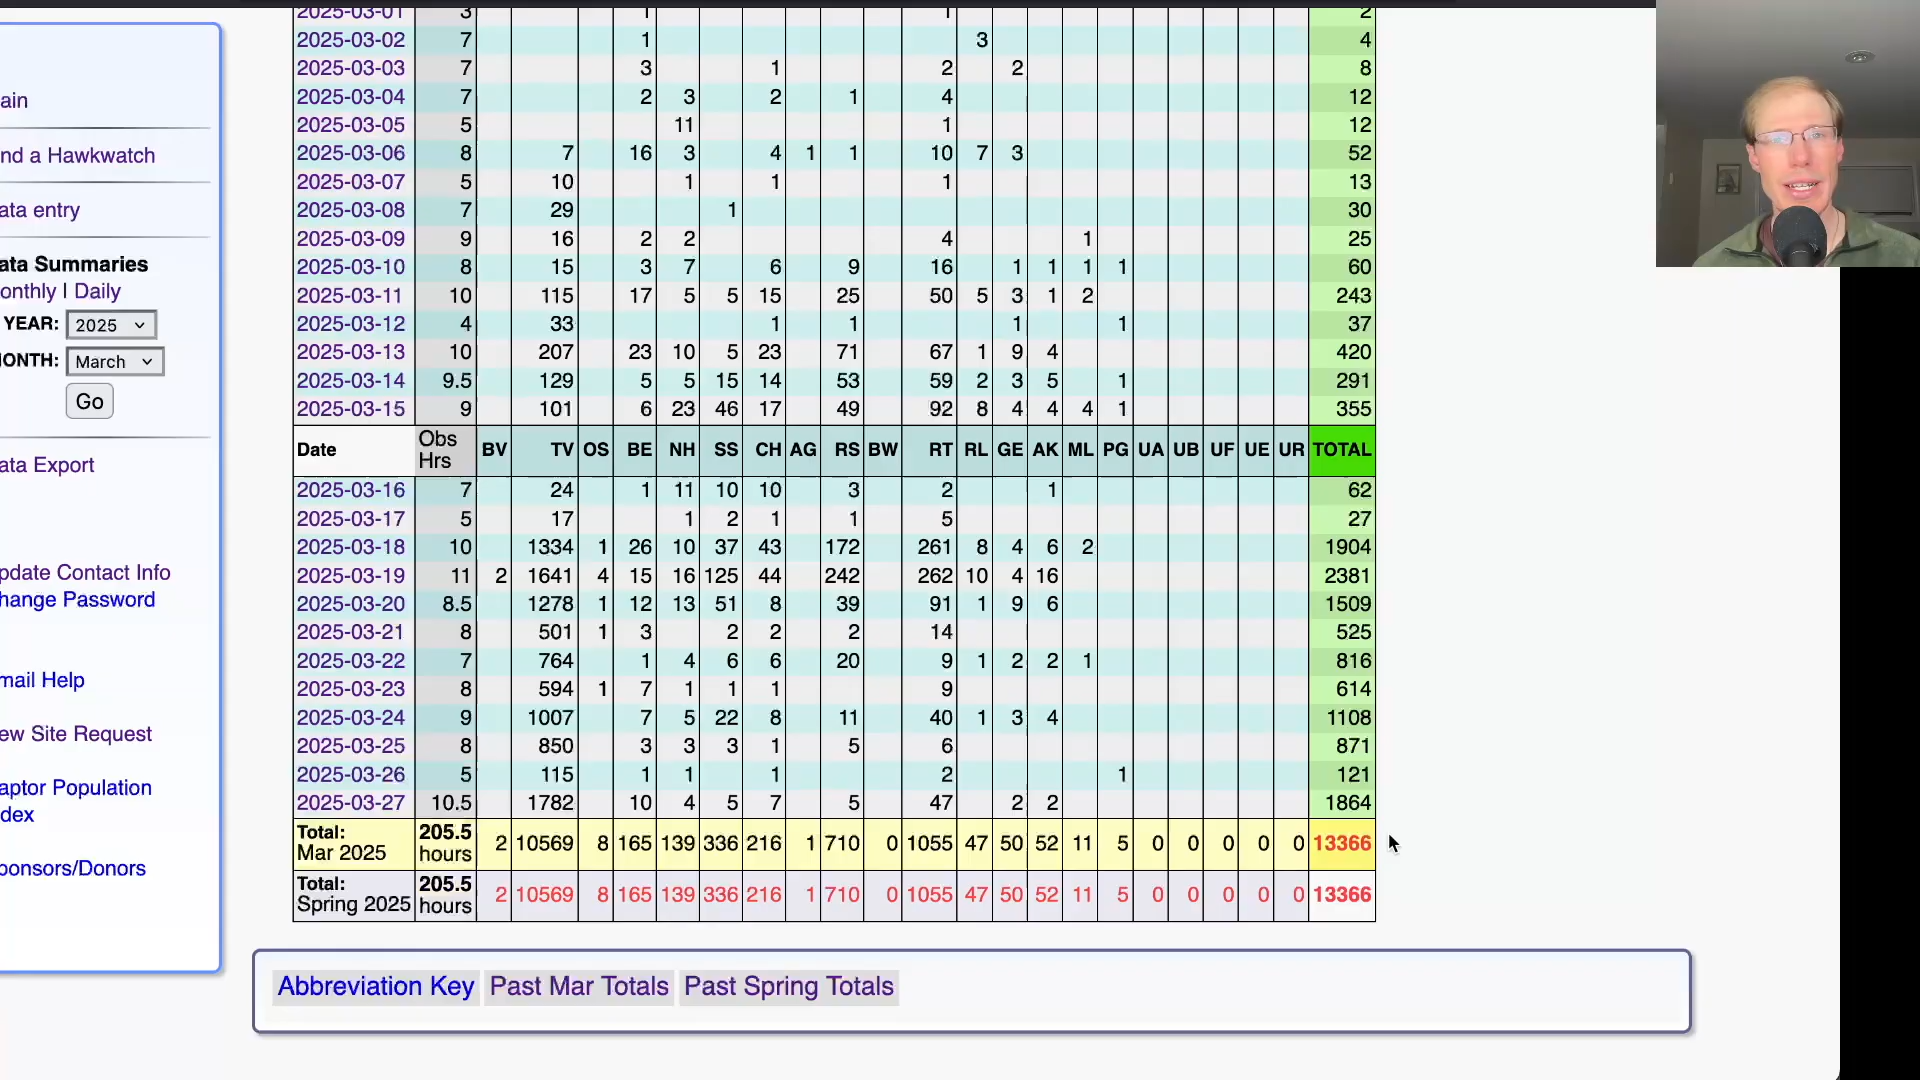 ain
nd a Hawkwatch
ata entry
ata Summaries
onthly | Daily
YEAR: 2025
ONTH: March
Go
ata Export
pdate Contact Info
hange Password
mail Help
ew Site Request
aptor Population
dex
ponsors/Donors
2025-03-01 3 1 1 2
2025-03-02 7 1 3 4
2025-03-03 7 3 1 2 2 8
2025-03-04 7 2 3 2 1 4 12
2025-03-05 5 11 1 12
2025-03-06 8 7 16 3 4 1 1 10 7 3 52
2025-03-07 5 10 1 1 1 13
2025-03-08 7 29 1 30
2025-03-09 9 16 2 2 4 1 25
2025-03-10 8 15 3 7 6 9 16 1 1 1 1 60
2025-03-11 10 115 17 5 5 15 25 50 5 3 1 2 243
2025-03-12 4 33 1 1 1 1 37
2025-03-13 10 207 23 10 5 23 71 67 1 9 4 420
2025-03-14 9.5 129 5 5 15 14 53 59 2 3 5 1 291
2025-03-15 9 101 6 23 46 17 49 92 8 4 4 4 1 355
Date Obs Hrs BV TV OS BE NH SS CH AG RS BW RT RL GE AK ML PG UA UB UF UE UR TOTAL
2025-03-16 7 24 1 11 10 10 3 2 1 62
2025-03-17 5 17 1 2 1 1 5 27
2025-03-18 10 1334 1 26 10 37 43 172 261 8 4 6 2 1904
2025-03-19 11 2 1641 4 15 16 125 44 242 262 10 4 16 2381
2025-03-20 8.5 1278 1 12 13 51 8 39 91 1 9 6 1509
2025-03-21 8 501 1 3 2 2 2 14 525
2025-03-22 7 764 1 4 6 6 20 9 1 2 2 1 816
2025-03-23 8 594 1 7 1 1 1 9 614
2025-03-24 9 1007 7 5 22 8 11 40 1 3 4 1108
2025-03-25 8 850 3 3 3 1 5 6 871
2025-03-26 5 115 1 1 1 2 1 121
2025-03-27 10.5 1782 10 4 5 7 5 47 2 2 1864
Total: Mar 2025 205.5 hours 2 10569 8 165 139 336 216 1 710 0 1055 47 50 52 11 5 0 0 0 0 0 13366
Total: Spring 2025 205.5 hours 2 10569 8 165 139 336 216 1 710 0 1055 47 50 52 11 5 0 0 0 0 0 13366
Abbreviation Key Past Mar Totals Past Spring Totals